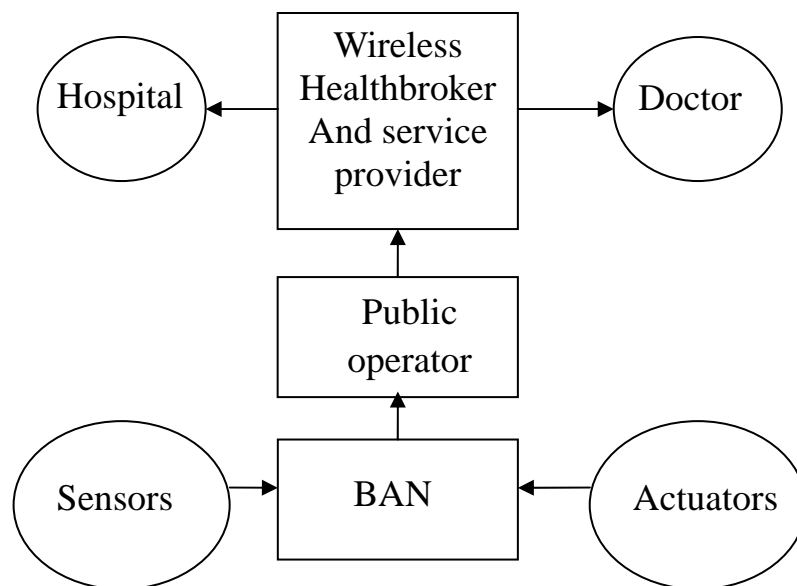 Hospital
Wireless
Healthbroker
And service
provider
Doctor
Public
operator
Sensors
BAN
Actuators